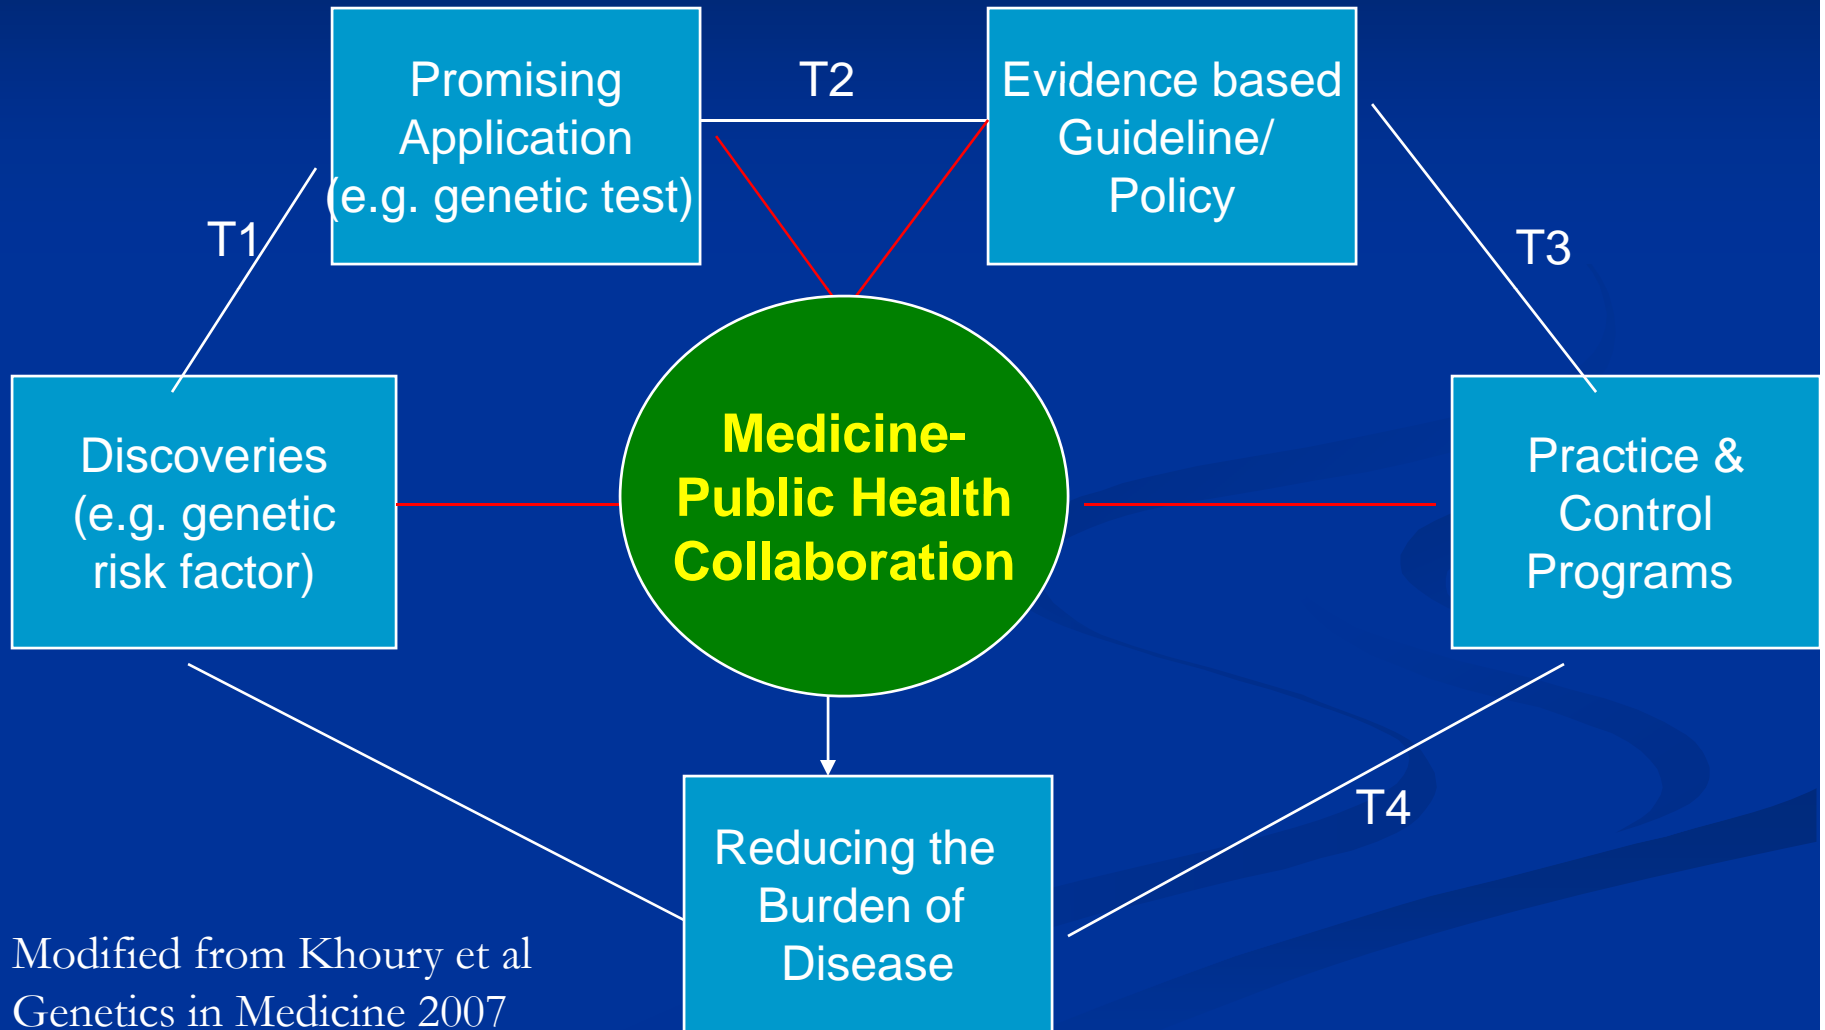 Promising
Application
(e.g. genetic test)
T2
Evidence based
Guideline/
Policy
T1
T3
Discoveries
(e.g. genetic
risk factor)
Medicine-
Public Health
Collaboration
Practice &
Control
Programs
T4
Reducing the
Burden of
Disease
Modified from Khoury et al
Genetics in Medicine 2007